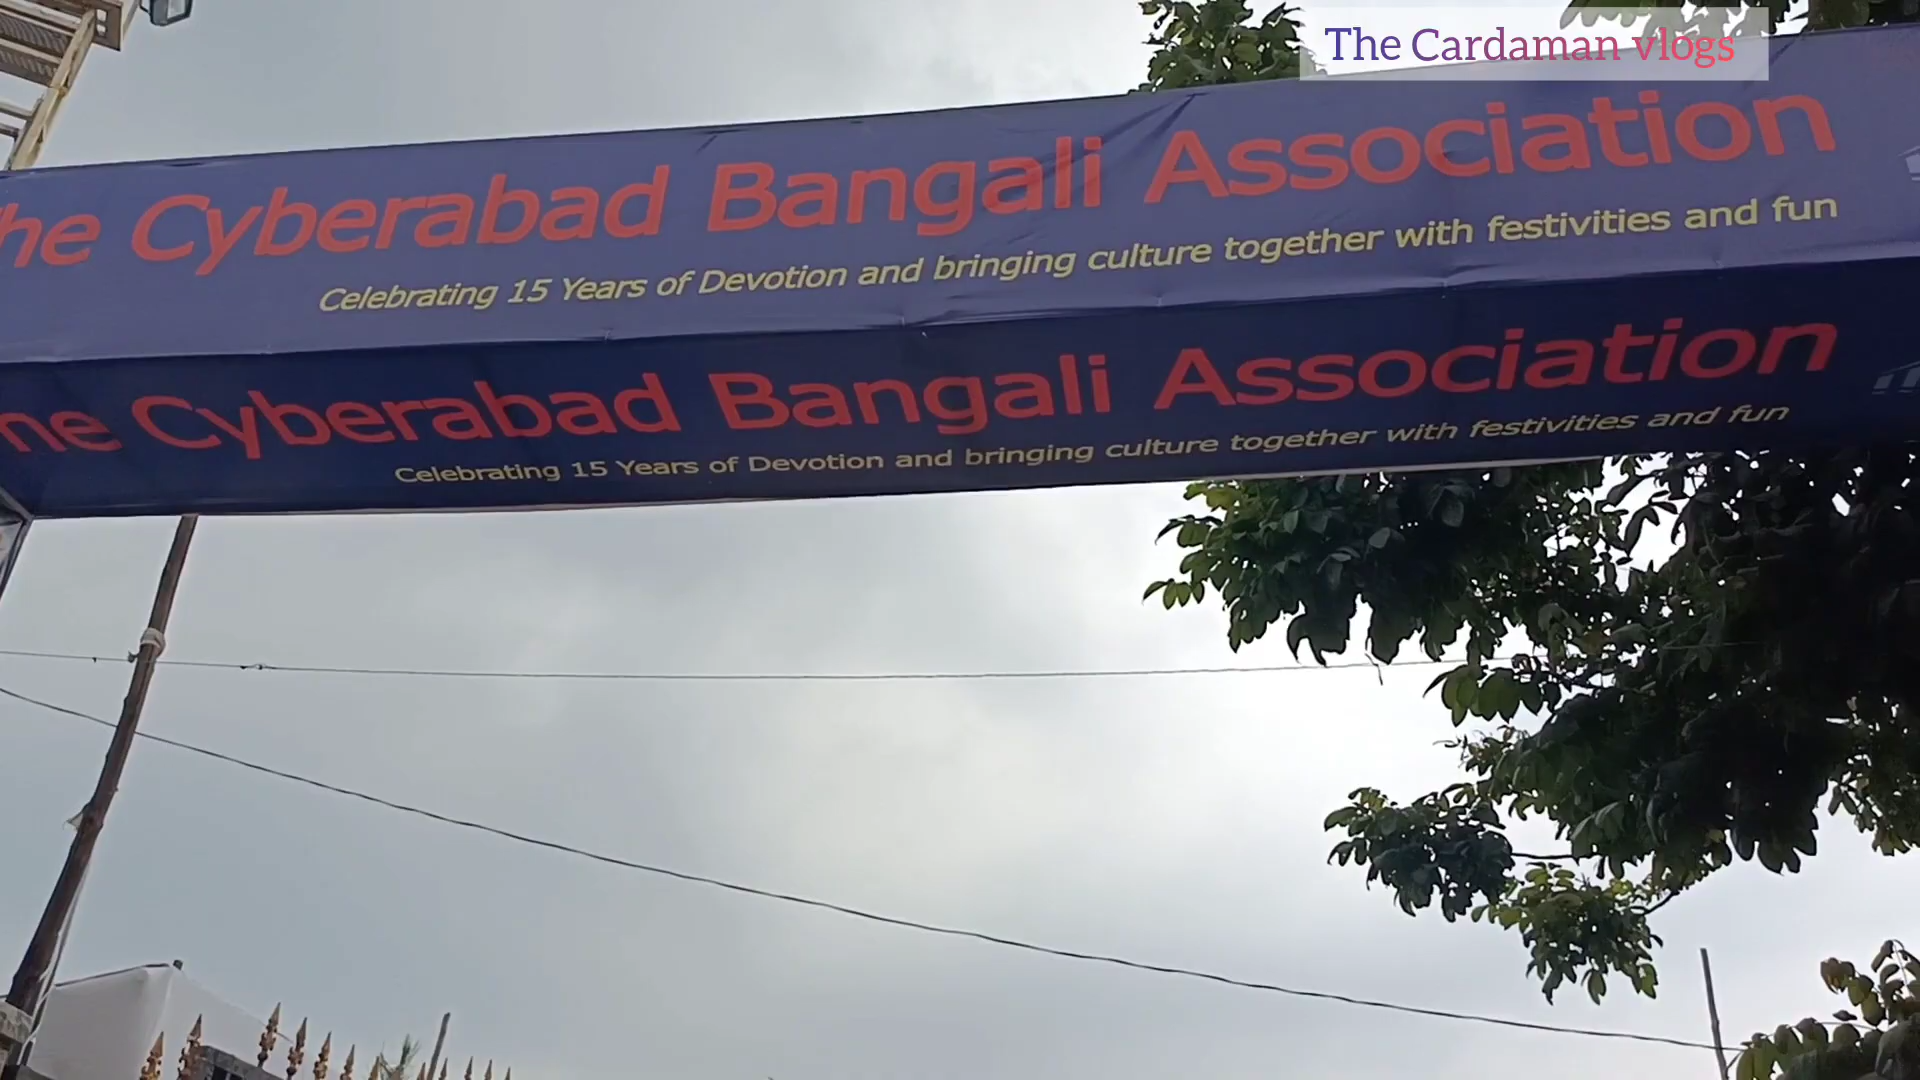 The Cardaman vlogs
he Cyberabad Bangali Association
Celebrating 15 Years of Devotion and bringing culture together with festivities and fun
he Cyberabad Bangali Association
Celebrating 15 Years of Devotion and bringing culture together with festivities and fun